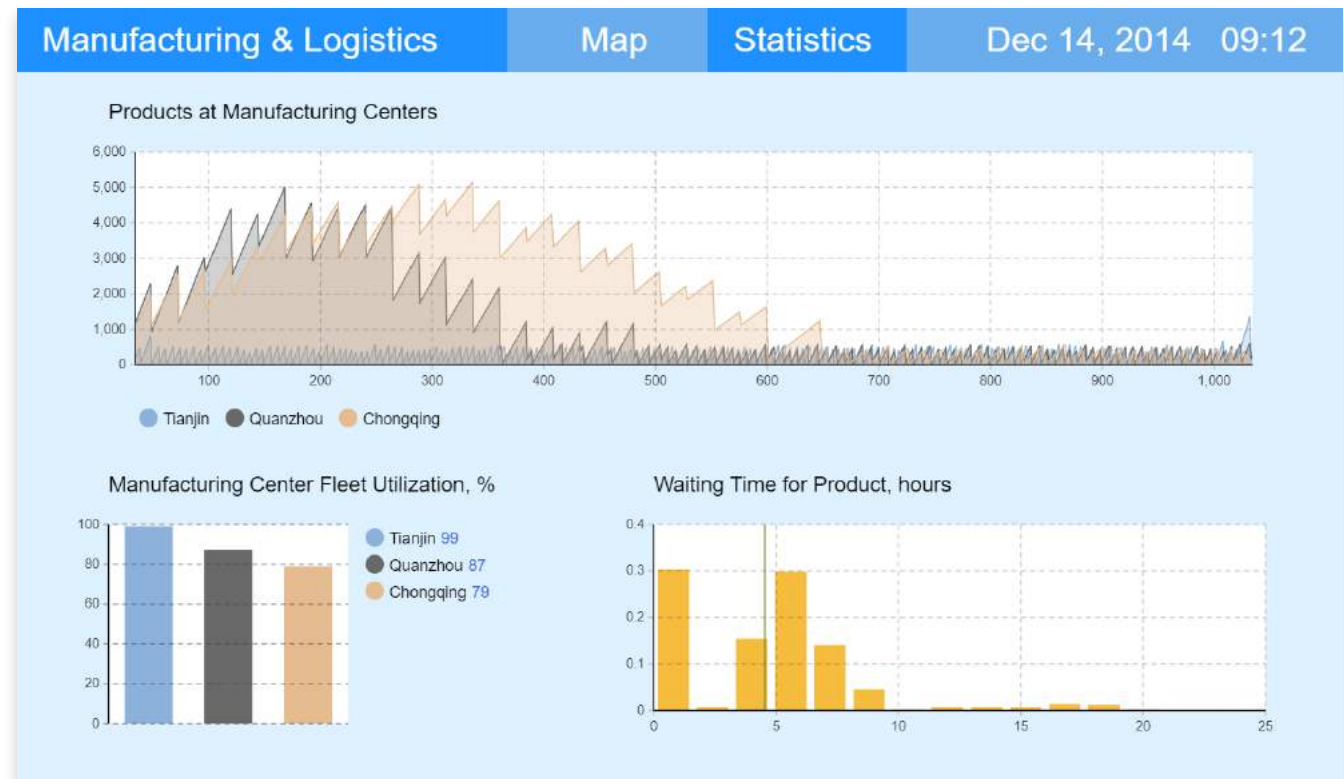 Manufacturing & Logistics Map Statistics Dec 14, 2014 09:12
Products at Manufacturing Centers
6,000
5,000
4,000
3,000
2,000
1,000
0
100 200 300 400 500 600 700 800 900 1,000
Tianjin Quanzhou Chongqing
Manufacturing Center Fleet Utilization, %
100
80
60
40
20
0
Tianjin 99
Quanzhou 87
Chongqing 79
Waiting Time for Product, hours
0.4
0.3
0.2
0.1
0
0 5 10 15 20 25